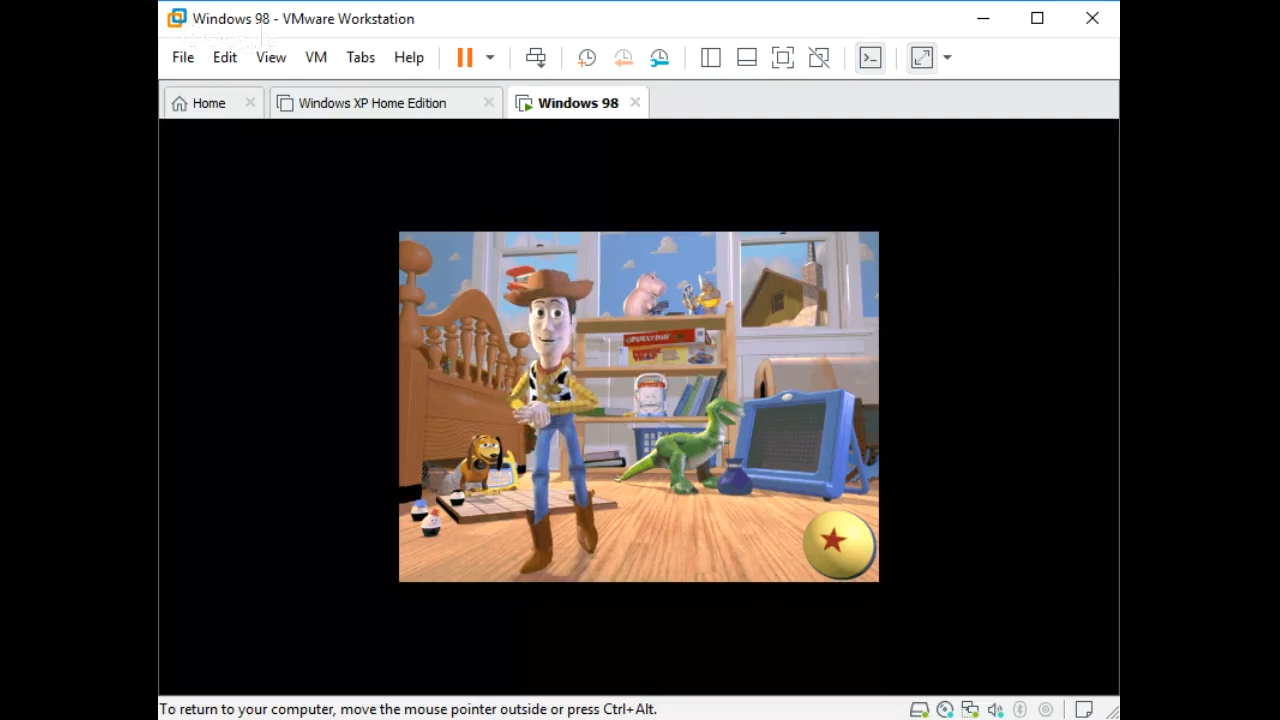 Windows 98 - VMware Workstation
File Edit View VM Tabs Help
Home Windows XP Home Edition Windows 98
OPERATION
To return to your computer, move the mouse pointer outside or press Ctrl+Alt.